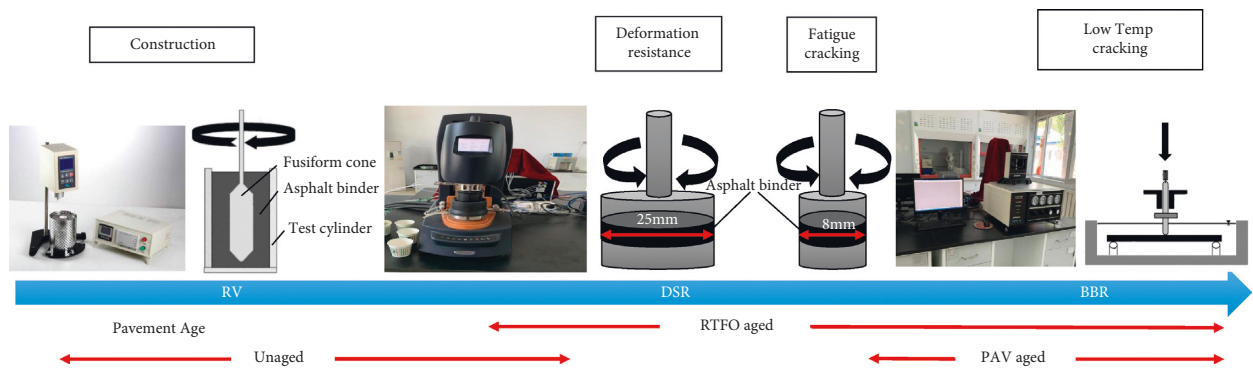 Construction
Deformation
resistance
Fatigue
cracking
Low Temp
cracking
Fusiform cone
Asphalt binder
Test cylinder
Asphalt binder
25mm
8mm
RV
DSR
BBR
Pavement Age
RTFO aged
Unaged
PAV aged